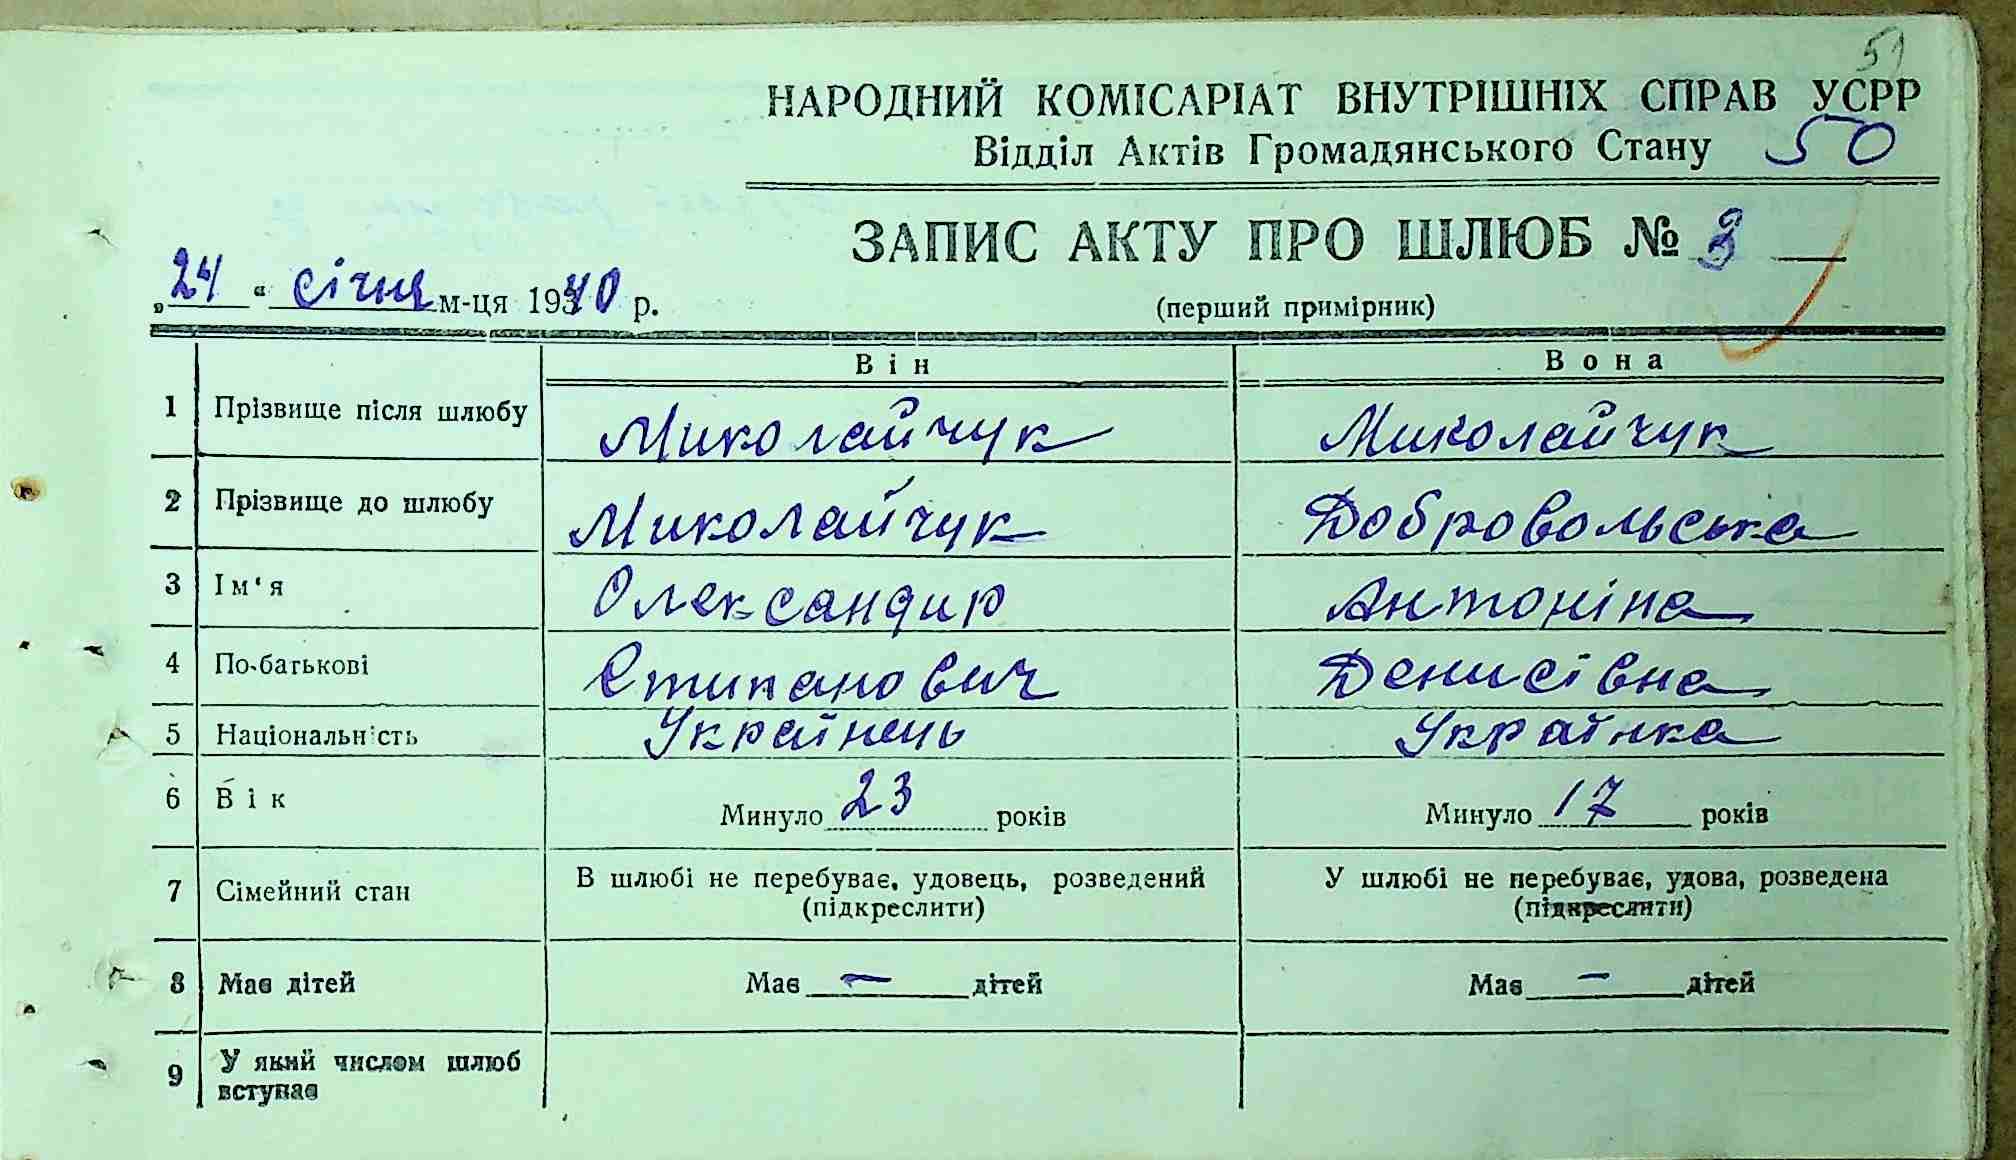 51
НАРОДНИЙ КОМІСАРІАТ ВНУТРІШНІХ СПРАВ УСРР
Відділ Актів Громадянського Стану 50
ЗАПИС АКТУ ПРО ШЛЮБ № 3
„24“ січня м-ця 1940 р.
(перший примірник)
Він Вона
1 Прізвище після шлюбу Миколайчук Миколайчук
2 Прізвище до шлюбу Миколайчук Добровольська
3 Ім‘я Олександир Антоніна
4 По-батькові Стипанович Денисівна
5 Національність Українець Українка
6 Вік Минуло 23 років Минуло 17 років
7 Сімейний стан В шлюбі не перебуває, удовець, розведений У шлюбі не перебуває, удова, розведена
(підкреслити) (підкреслити)
8 Має дітей Має — дітей Має — дітей
9 У який числом шлюб
вступає